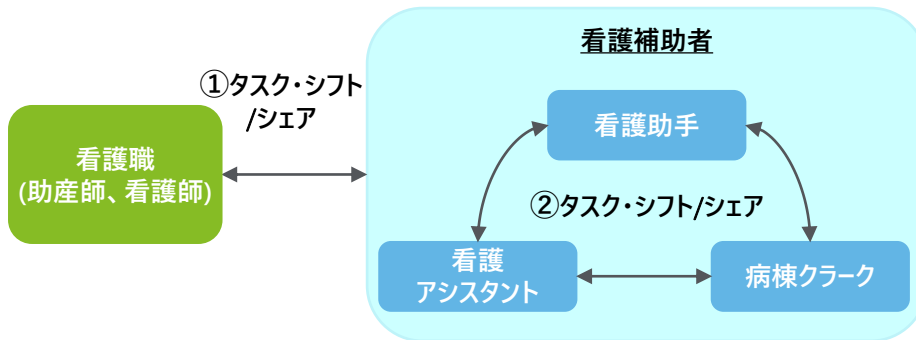 看護補助者
①タスク・シフト
/シェア
看護助手
看護職
(助産師、看護師)
②タスク・シフト/シェア
看護
アシスタント
病棟クラーク